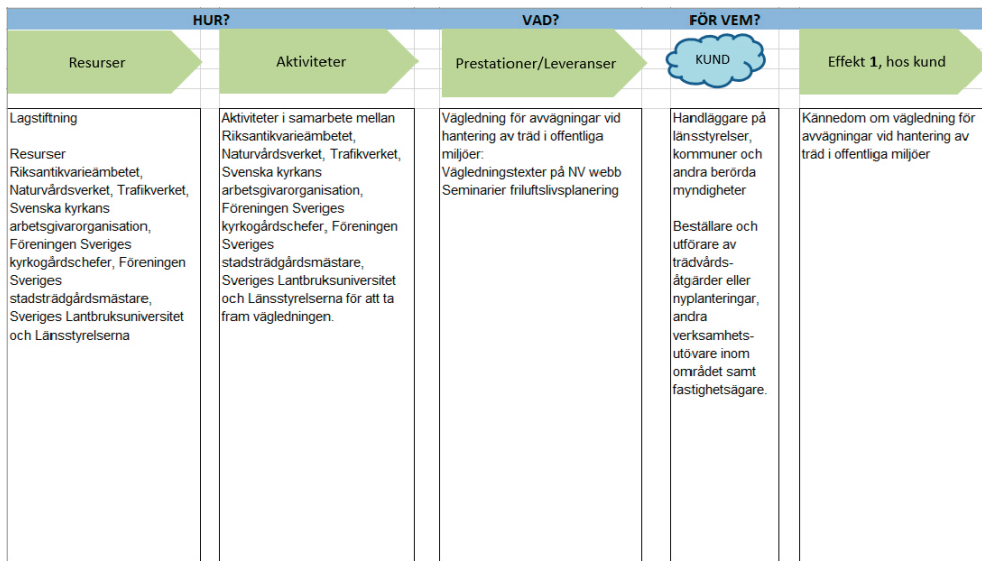 HUR?
VAD?
FÖR VEM?
Resurser
Aktiviteter
Prestationer/Leveranser
KUND
Effekt 1, hos kund
Lagstiftning
Resurser
Riksantikvarieämbetet,
Naturvårdsverket, Trafikverket,
Svenska kyrkans
arbetsgivarorganisation,
Föreningen Sveriges
kyrkogårdschefer, Föreningen
Sveriges
stadsträdgårdsmästare,
Sveriges Lantbruksuniversitet
och Länsstyrelserna
Aktiviteter i samarbete mellan
Riksantikvarieämbetet,
Naturvårdsverket, Trafikverket,
Svenska kyrkans
arbetsgivarorganisation,
Föreningen Sveriges
kyrkogårdschefer, Föreningen
Sveriges
stadsträdgårdsmästare,
Sveriges Lantbruksuniversitet
och Länsstyrelserna för att ta
fram vägledningen.
Vägledning för avvägningar vid
hantering av träd i offentliga
miljöer:
Vägledningstexter på NV webb
Seminarier friluftslivsplanering
Handläggare på
länsstyrelser,
kommuner och
andra berörda
myndigheter
Beställare och
utförare av
trädvårds-
åtgärder eller
nyplanteringar,
andra
verksamhets-
utövare inom
området samt
fastighetsägare.
Kännedom om vägledning för
avvägningar vid hantering av
träd i offentliga miljöer